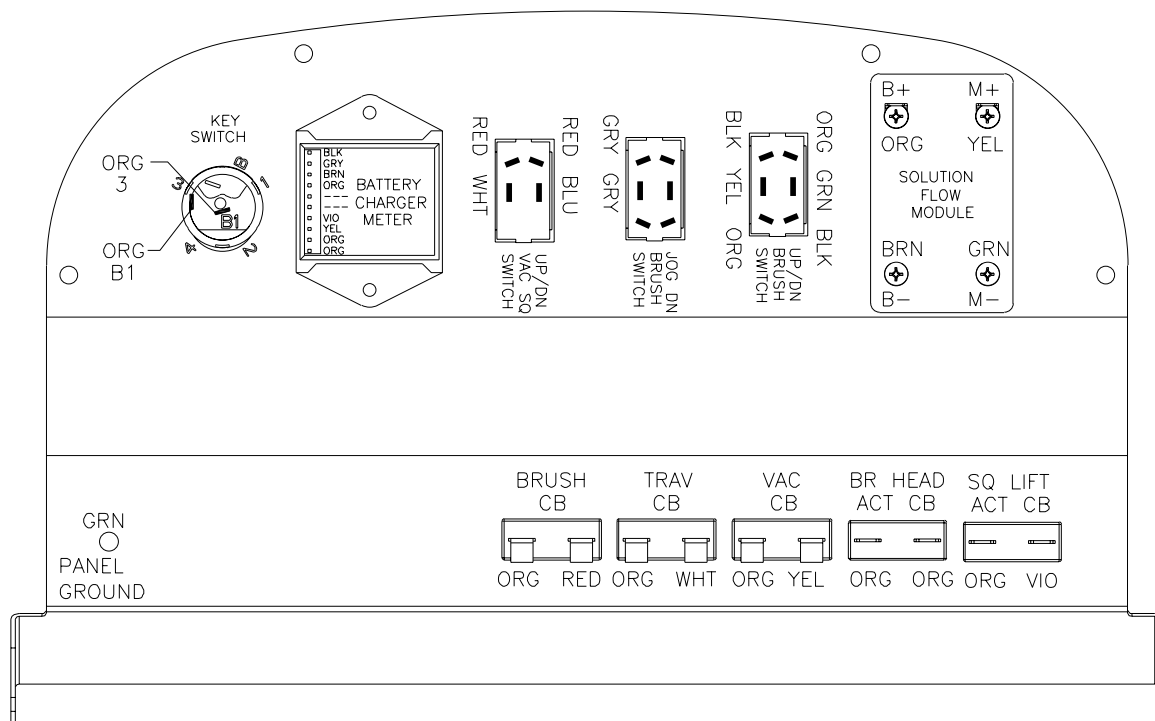 KEY
SWITCH
ORG
3
ORG
B1
3
B
1
B1
4
2
BLK
GRY
BRN
ORG
---
---
VIO
YEL
ORG
ORG
BATTERY
CHARGER
METER
RED WHT
RED BLU
UP/DN
VAC SQ
SWITCH
GRY GRY
JOG DN
BRUSH
SWITCH
BLK YEL ORG
ORG GRN BLK
UP/DN
BRUSH
SWITCH
B+ M+
ORG YEL
SOLUTION
FLOW
MODULE
BRN GRN
B- M-
GRN
PANEL
GROUND
BRUSH
CB
ORG RED
TRAV
CB
ORG WHT
VAC
CB
ORG YEL
BR HEAD
ACT CB
ORG ORG
SQ LIFT
ACT CB
ORG VIO